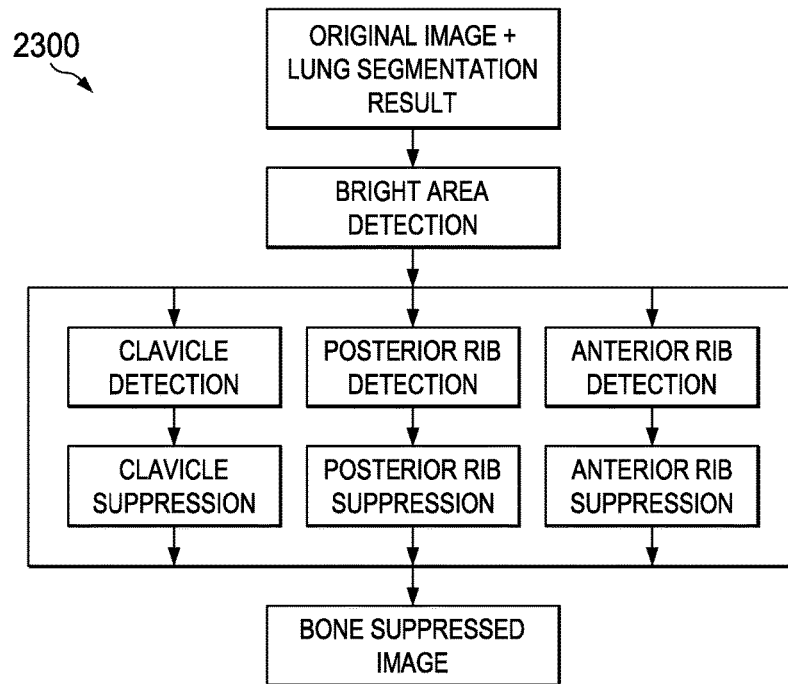 2300
ORIGINAL IMAGE +
LUNG SEGMENTATION
RESULT
BRIGHT AREA
DETECTION
CLAVICLE
DETECTION
POSTERIOR RIB
DETECTION
ANTERIOR RIB
DETECTION
CLAVICLE
SUPPRESSION
POSTERIOR RIB
SUPPRESSION
ANTERIOR RIB
SUPPRESSION
BONE SUPPRESSED
IMAGE